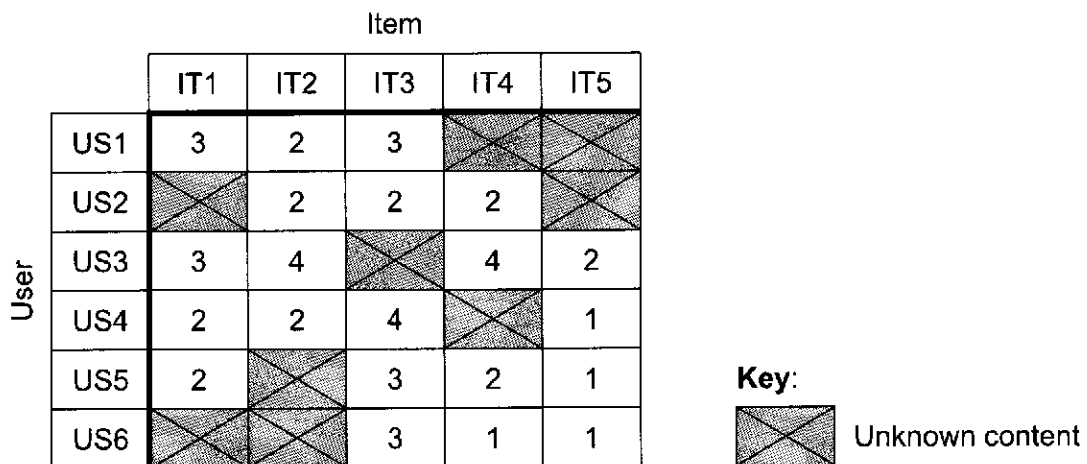 Item
IT1 IT2 IT3 IT4 IT5
US1 3 2 3
US2 2 2 2
User
US3 3 4 4 2
US4 2 2 4 1
US5 2 3 2 1
US6 3 1 1
Key:
Unknown content